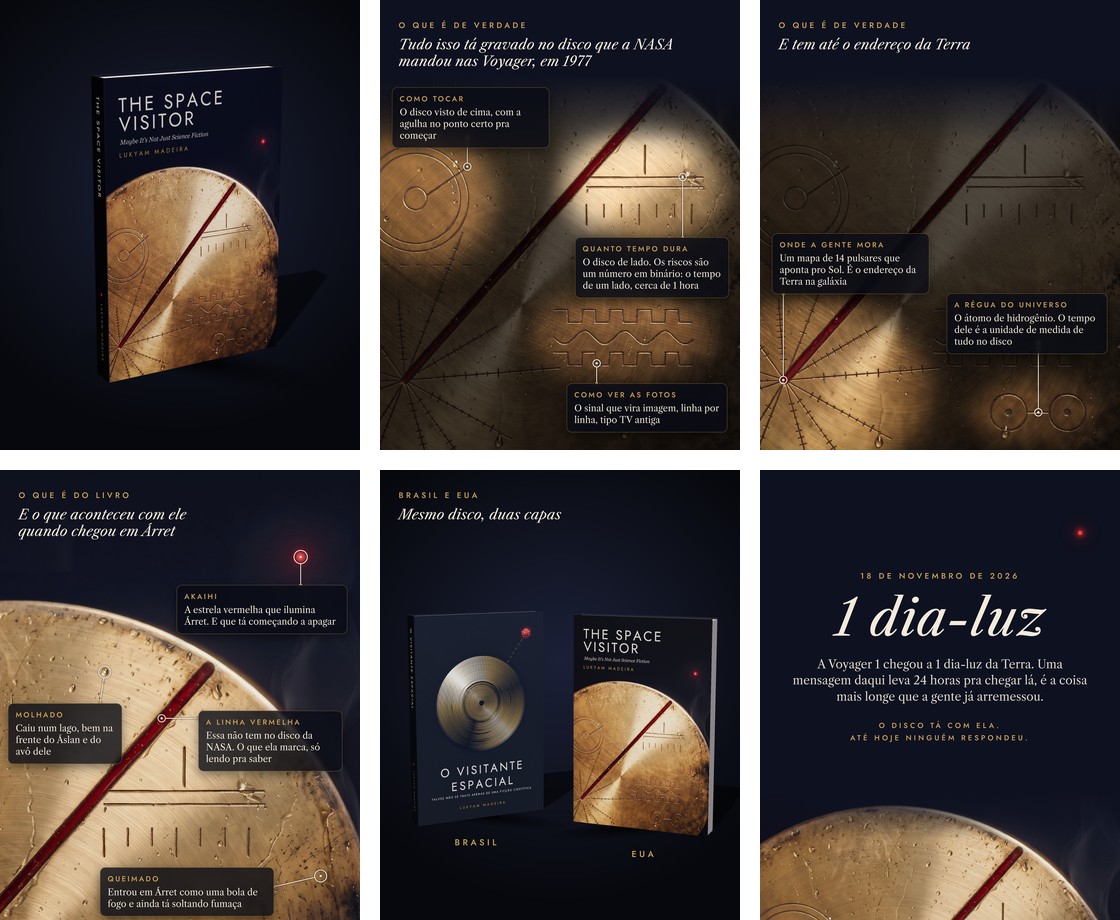 THE SPACE VISITOR
THE SPACE
VISITOR
Maybe It's Not Just Science Fiction
LUKYAM MADEIRA
O QUE É DE VERDADE
Tudo isso tá gravado no disco que a NASA
mandou nas Voyager, em 1977
COMO TOCAR
O disco visto de cima, com a
agulha no ponto certo pra
começar
QUANTO TEMPO DURA
O disco de lado. Os riscos são
um número em binário: o tempo
de um lado, cerca de 1 hora
COMO VER AS FOTOS
O sinal que vira imagem, linha por
linha, tipo TV antiga
O QUE É DE VERDADE
E tem até o endereço da Terra
ONDE A GENTE MORA
Um mapa de 14 pulsares que
aponta pro Sol. É o endereço da
Terra na galáxia
A RÉGUA DO UNIVERSO
O átomo de hidrogênio. O tempo
dele é a unidade de medida de
tudo no disco
O QUE É DO LIVRO
E o que aconteceu com ele
quando chegou em Árret
AKAIHI
A estrela vermelha que ilumina
Árret. E que tá começando a apagar
MOLHADO
Caiu num lago, bem na
frente do Áslan e do
avô dele
A LINHA VERMELHA
Essa não tem no disco da
NASA. O que ela marca, só
lendo pra saber
QUEIMADO
Entrou em Árret como uma bola de
fogo e ainda tá soltando fumaça
BRASIL E EUA
Mesmo disco, duas capas
O VISITANTE
ESPACIAL
TALVEZ NÃO SE TRATE APENAS DE UMA FICÇÃO CIENTÍFICA
LUKYAM MADEIRA
BRASIL
THE SPACE
VISITOR
Maybe It's Not Just Science Fiction
LUKYAM MADEIRA
EUA
18 DE NOVEMBRO DE 2026
1 dia-luz
A Voyager 1 chegou a 1 dia-luz da Terra. Uma
mensagem daqui leva 24 horas pra chegar lá, é a coisa
mais longe que a gente já arremessou.
O DISCO TÁ COM ELA.
ATÉ HOJE NINGUÉM RESPONDEU.